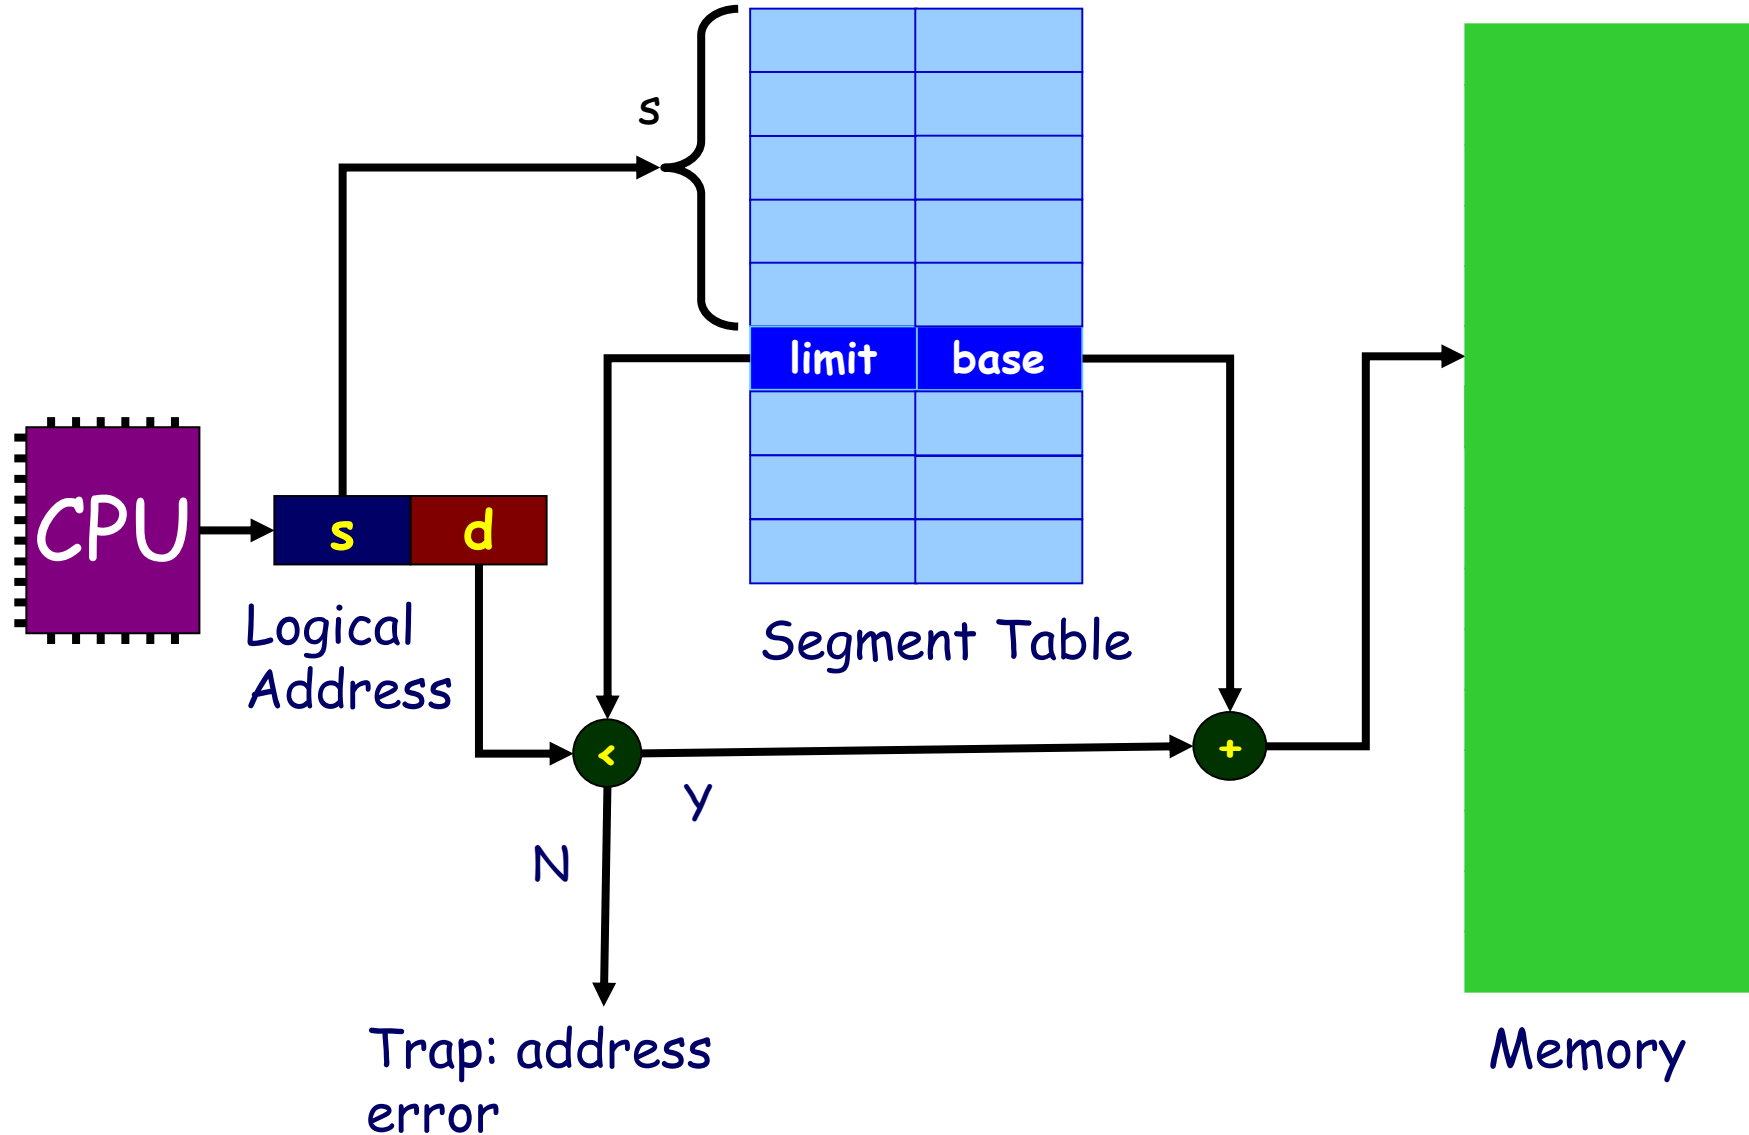 s
limit base
CPU
s d
Logical
Address
Segment Table
<
+
Y
N
Trap: address
error
Memory